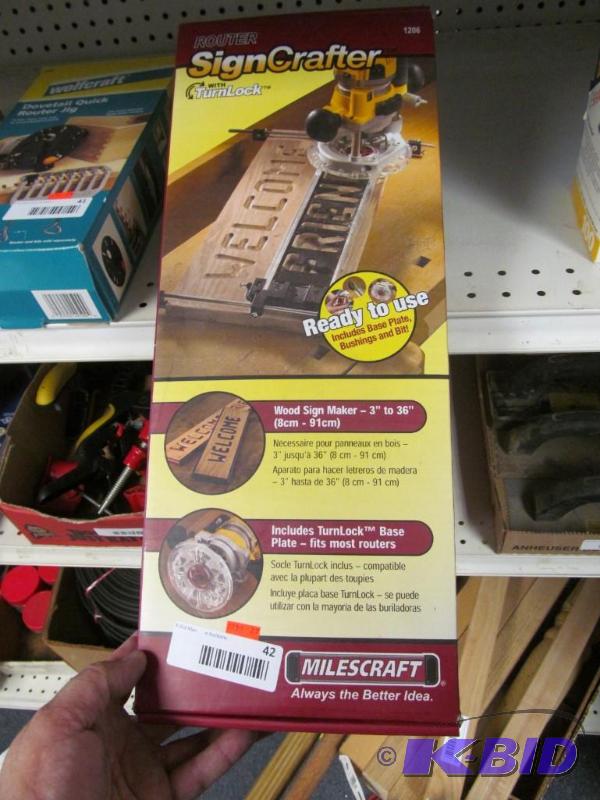 ROUTER
1206
SignCrafter
WITH
TurnLock™
WELCOME
Ready to use
Includes Base Plate,
Bushings and Bit!
Wood Sign Maker – 3" to 36"
(8cm - 91cm)
WELCOME
WELCOME
Nécessaire pour panneaux en bois –
3" jusqu'à 36" (8 cm - 91 cm)
Aparato para hacer letreros de madera
– 3" hasta de 36" (8 cm - 91 cm)
Includes TurnLock™ Base
Plate – fits most routers
Socle TurnLock inclus – compatible
avec la plupart des toupies
Incluye placa base TurnLock – se puede
utilizar con la mayoría de las buriladoras
42
MILESCRAFT®
Always the Better Idea.
wolfcraft
Dovetail Quick
Router Jig
43
ANHEUSER
© K-BID